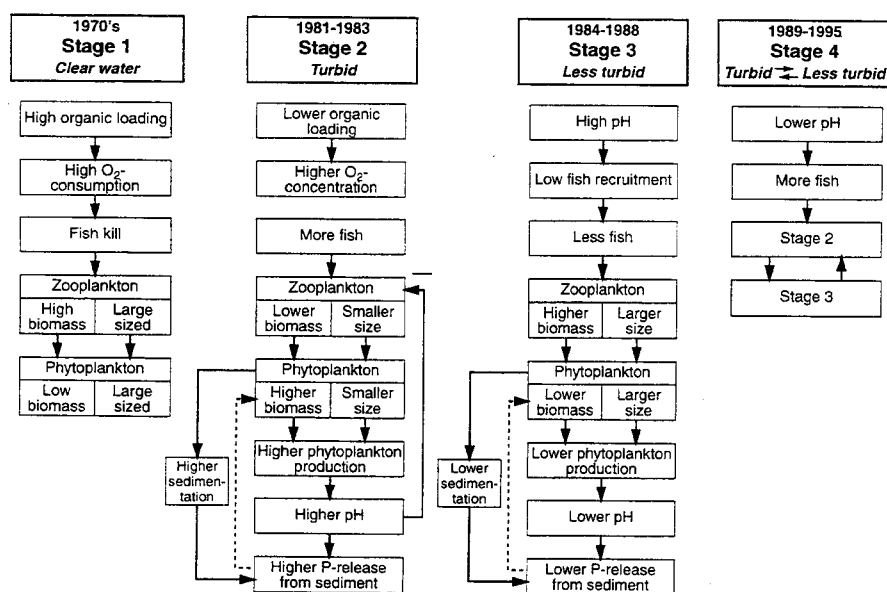 1970's
Stage 1
Clear water
High organic loading
High O2-
consumption
Fish kill
Zooplankton
High
biomass
Large
sized
Phytoplankton
Low
biomass
Large
sized
1981-1983
Stage 2
Turbid
Lower organic
loading
Higher O2-
concentration
More fish
Zooplankton
Lower
biomass
Smaller
size
Phytoplankton
Higher
biomass
Smaller
size
Higher phytoplankton
production
Higher
sedimen-
tation
Higher pH
Higher P-release
from sediment
1984-1988
Stage 3
Less turbid
High pH
Low fish recruitment
Less fish
Zooplankton
Higher
biomass
Larger
size
Phytoplankton
Lower
biomass
Larger
size
Lower phytoplankton
production
Lower
sedimen-
tation
Lower pH
Lower P-release
from sediment
1989-1995
Stage 4
Turbid ⇄ Less turbid
Lower pH
More fish
Stage 2
Stage 3